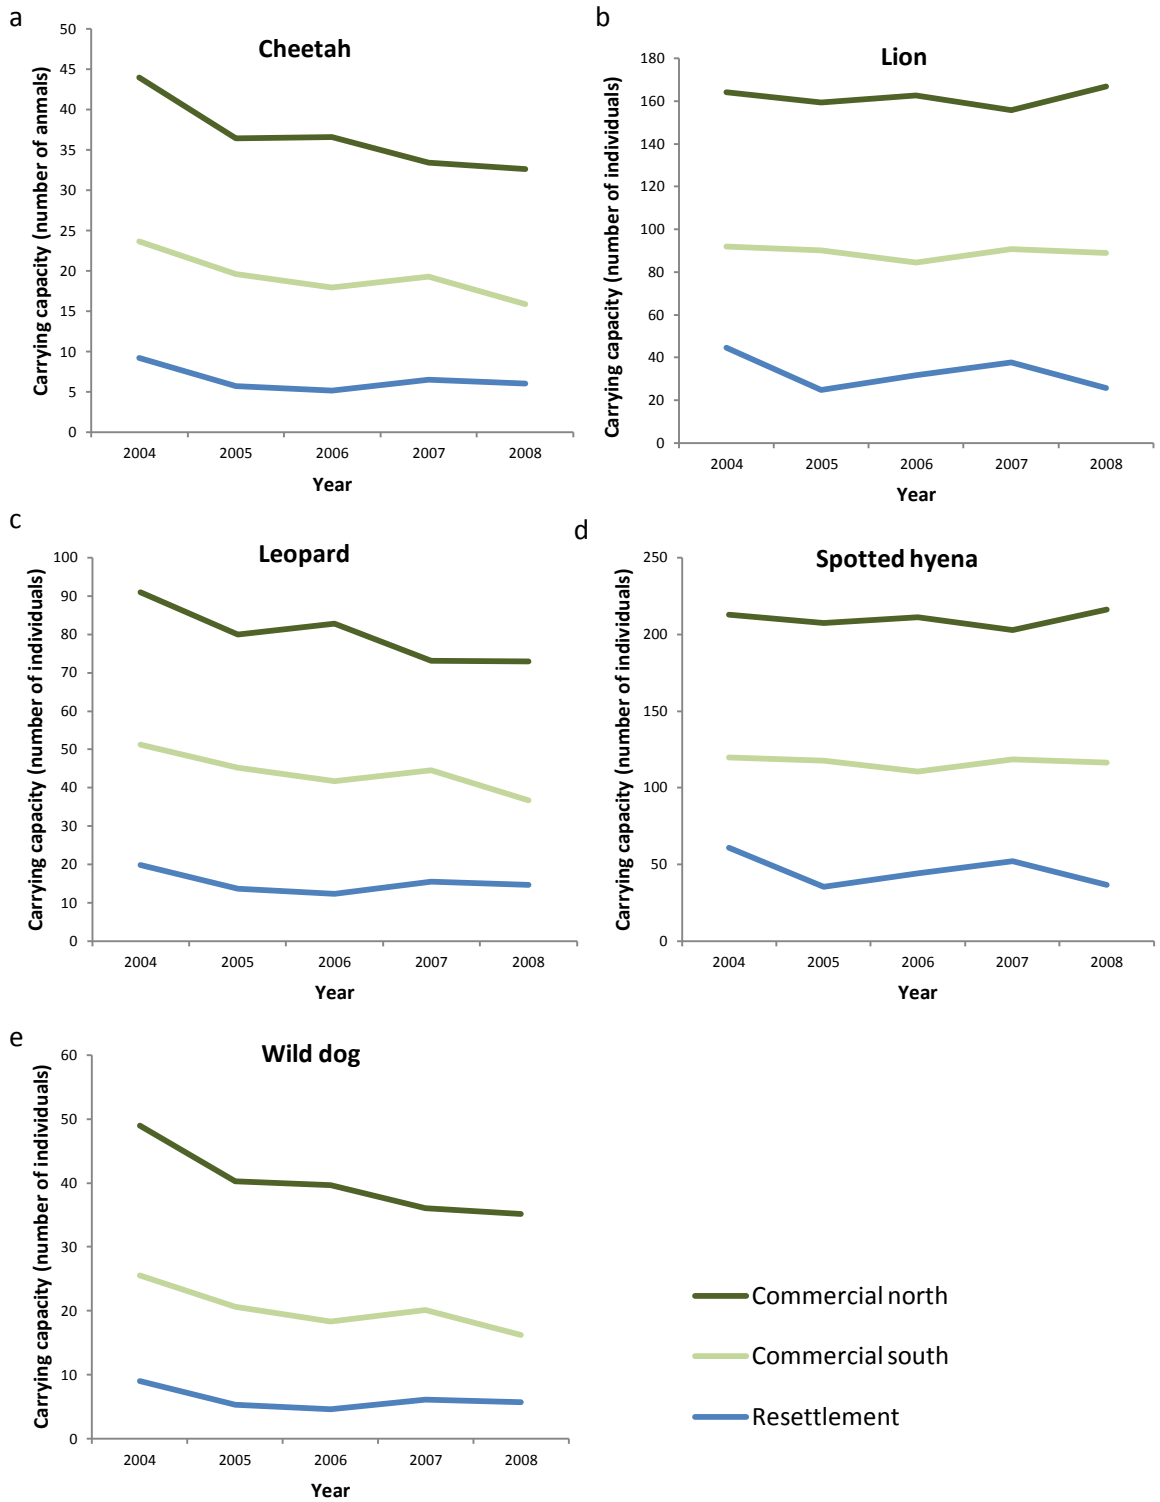 a
Cheetah
Carrying capacity (number of anmals)
50
45
40
35
30
25
20
15
10
5
0
2004 2005 2006 2007 2008
Year
b
Lion
Carrying capacity (number of individuals)
180
160
140
120
100
80
60
40
20
0
2004 2005 2006 2007 2008
Year
c
Leopard
Carrying capacity (number of individuals)
100
90
80
70
60
50
40
30
20
10
0
2004 2005 2006 2007 2008
Year
d
Spotted hyena
Carrying capacity (number of individuals)
250
200
150
100
50
0
2004 2005 2006 2007 2008
Year
e
Wild dog
Carrying capacity (number of individuals)
60
50
40
30
20
10
0
2004 2005 2006 2007 2008
Year
Commercial north
Commercial south
Resettlement